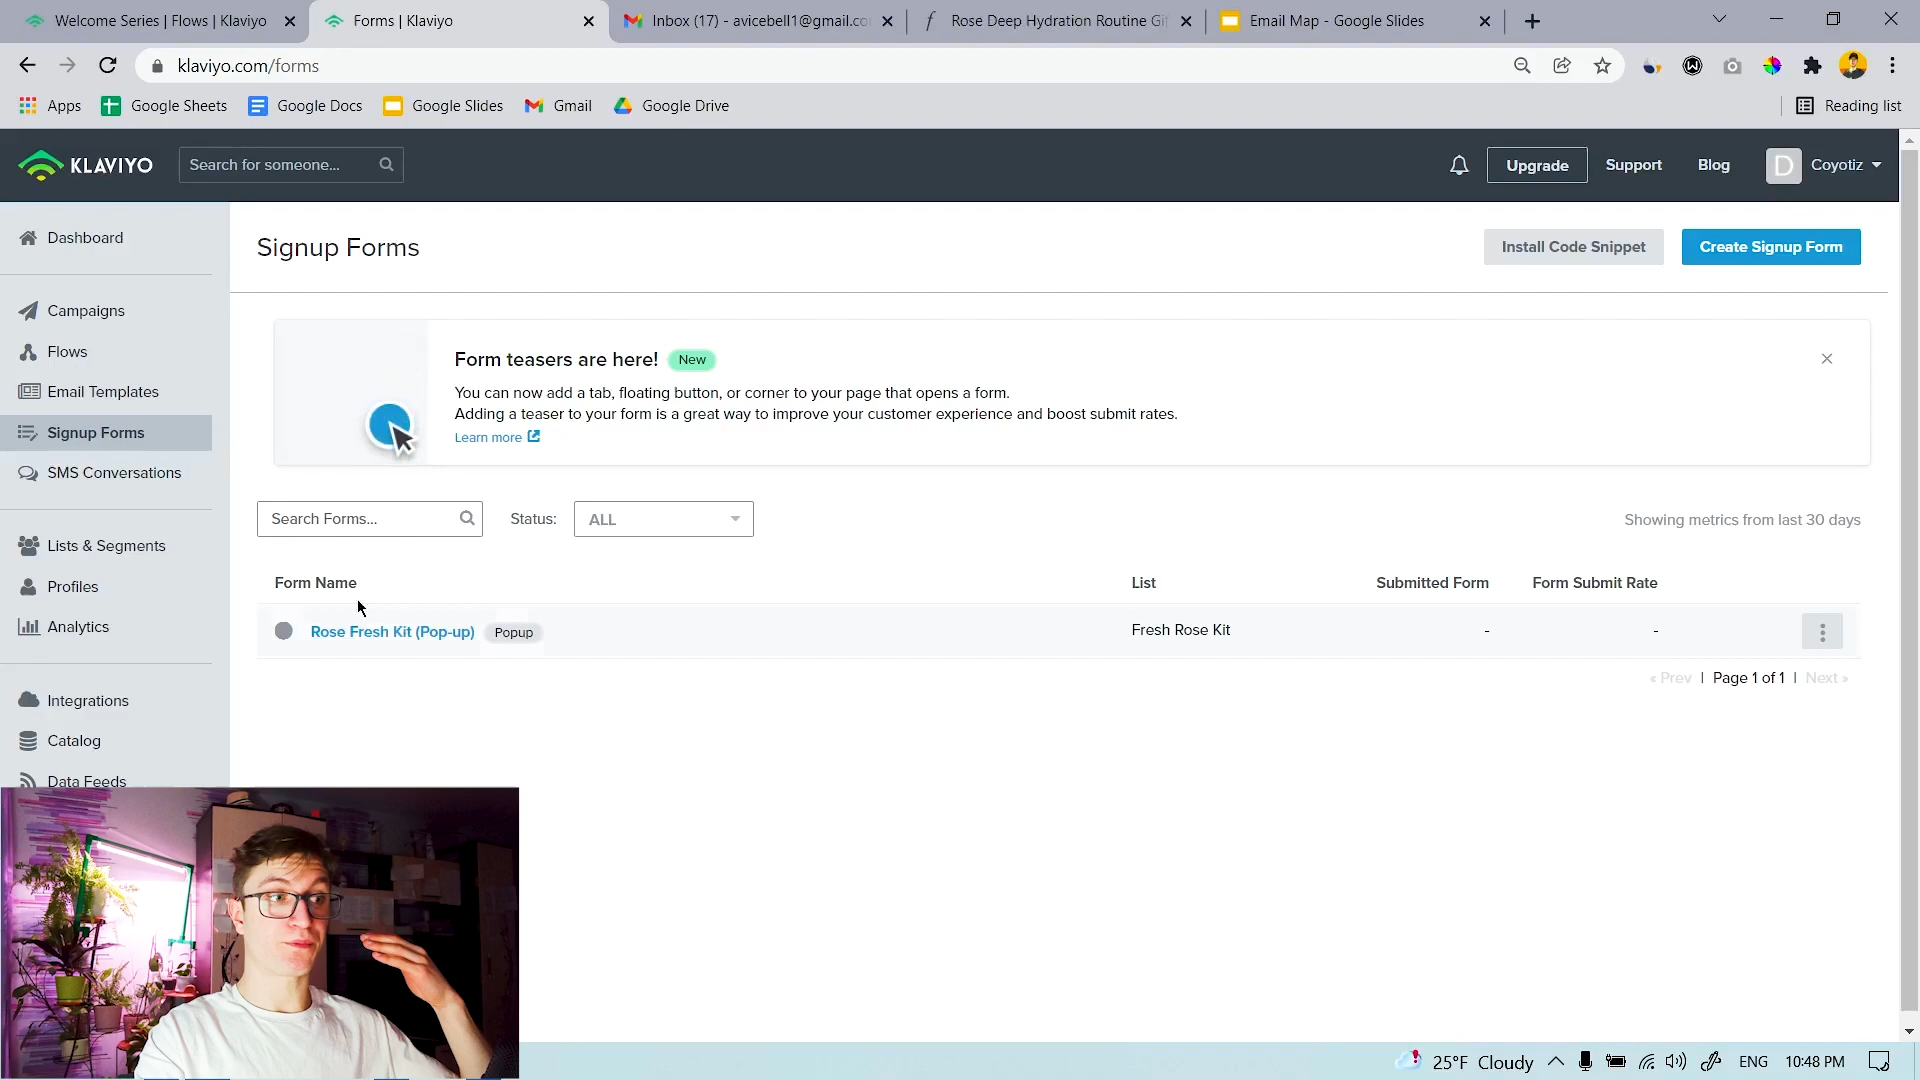 Welcome Series | Flows | Klaviyo
Forms | Klaviyo
Inbox (17) - avicebell1@gmail.co
Rose Deep Hydration Routine Gi
Email Map - Google Slides
klaviyo.com/forms
Apps
Google Sheets
Google Docs
Google Slides
Gmail
Google Drive
Reading list
KLAVIYO
Search for someone...
Upgrade
Support
Blog
D
Coyotiz
Dashboard
Campaigns
Flows
Email Templates
Signup Forms
SMS Conversations
Lists & Segments
Profiles
Analytics
Integrations
Catalog
Data Feeds
Signup Forms
Install Code Snippet
Create Signup Form
Form teasers are here! New
You can now add a tab, floating button, or corner to your page that opens a form.
Adding a teaser to your form is a great way to improve your customer experience and boost submit rates.
Learn more
Search Forms...
Status:
ALL
Showing metrics from last 30 days
Form Name
List
Submitted Form
Form Submit Rate
Rose Fresh Kit (Pop-up)
Popup
Fresh Rose Kit
-
-
« Prev | Page 1 of 1 | Next »
25°F Cloudy
ENG
10:48 PM